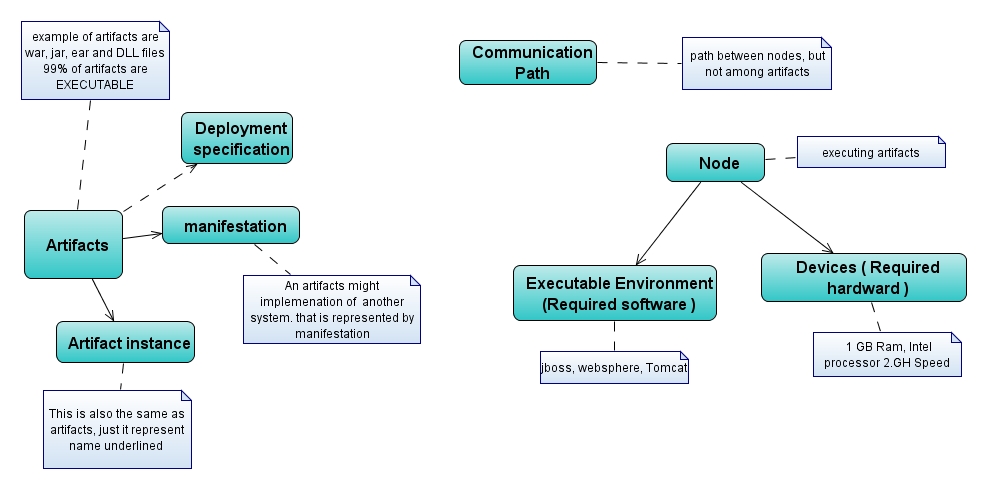 example of artifacts are
war, jar, ear and DLL files
99% of artifacts are
EXECUTABLE
Deployment
specification
Artifacts
manifestation
An artifacts might
implemenation of another
system. that is represented by
manifestation
Artifact instance
This is also the same as
artifacts, just it represent
name underlined
Communication
Path
path between nodes, but
not among artifacts
Node
executing artifacts
Executable Environment
(Required software )
jboss, websphere, Tomcat
Devices ( Required
hardward )
1 GB Ram, Intel
processor 2.GH Speed